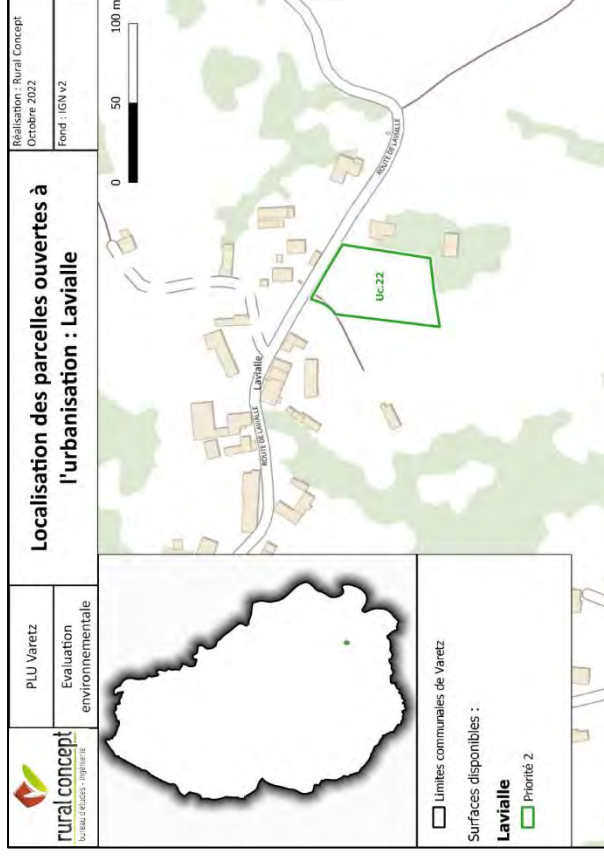 rural concept
bureau d'études - ingénierie
PLU Varetz
Evaluation
environnementale
Localisation des parcelles ouvertes à
l'urbanisation : Lavialle
Réalisation : Rural Concept
Octobre 2022
Fond : IGN v2
0
50
100 m
Lavialle
ROUTE DE LAVIALLE
ROUTE DE LAVIALLE
Uc.22
Limites communales de Varetz
Surfaces disponibles :
Lavialle
Priorité 2